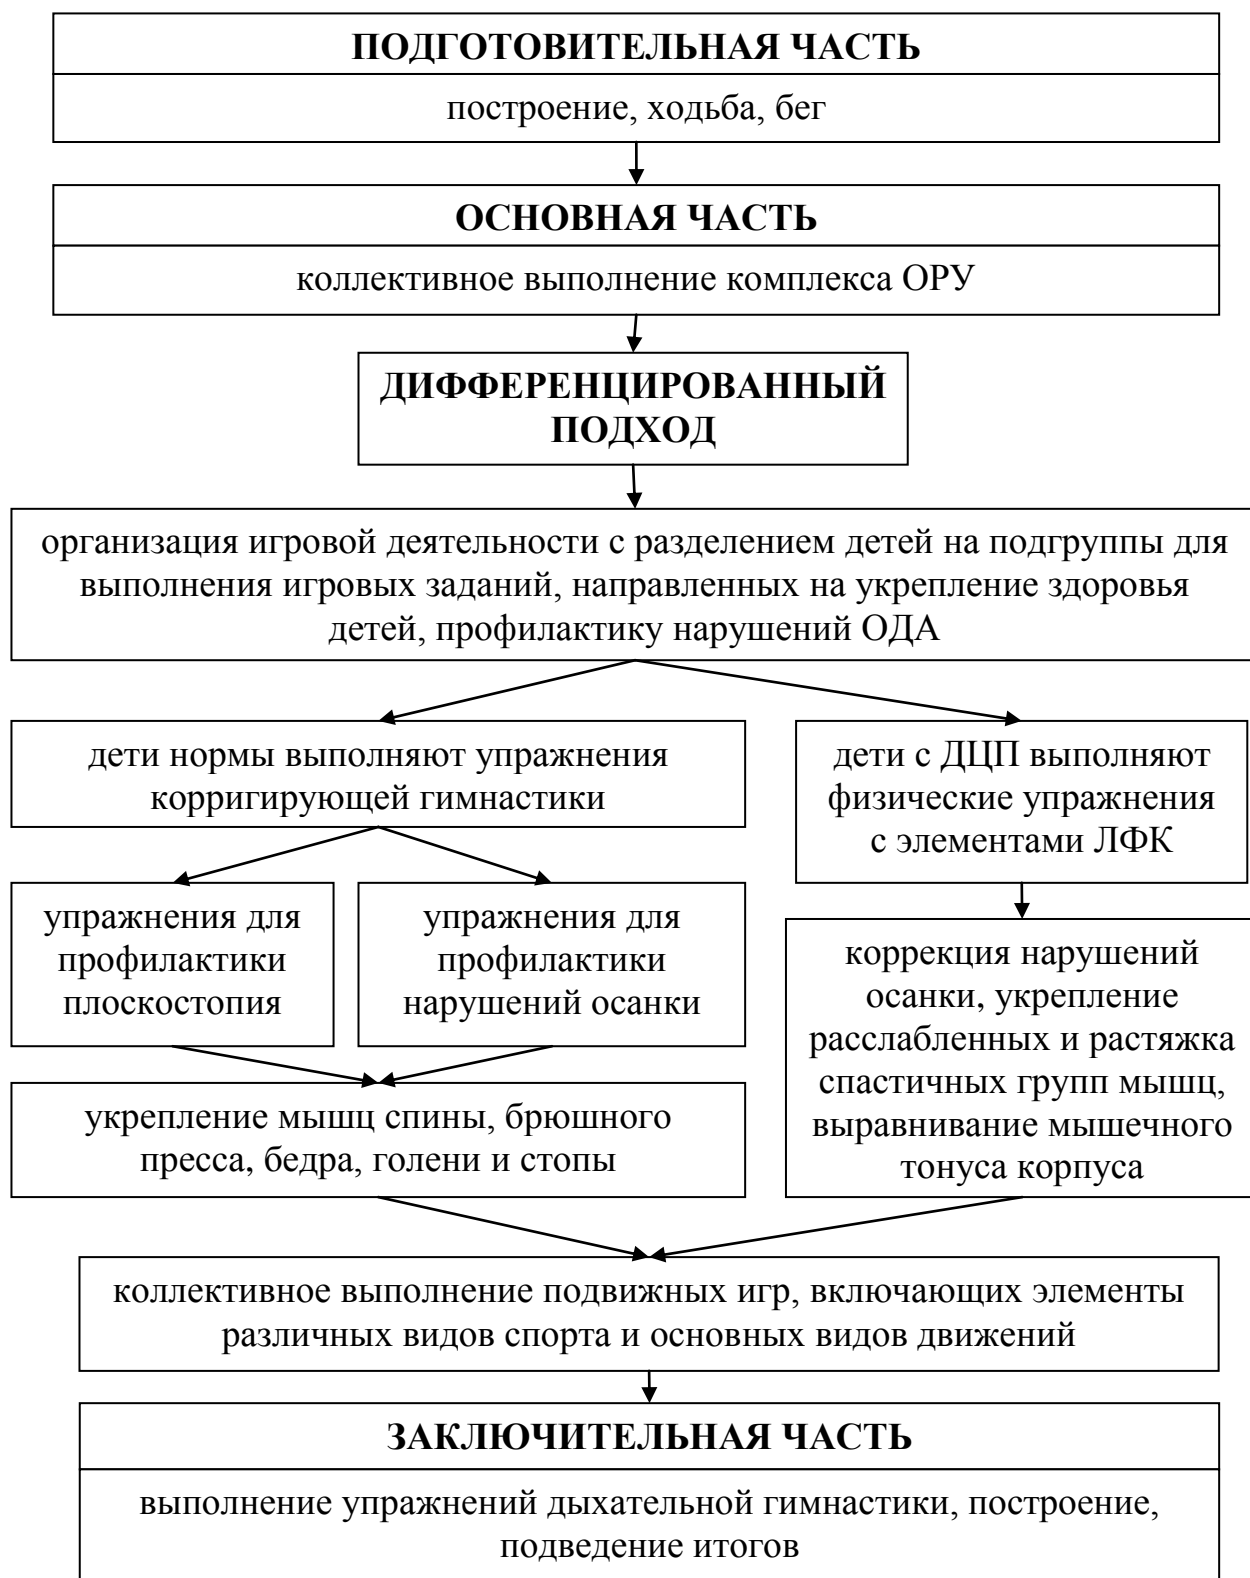 ПОДГОТОВИТЕЛЬНАЯ ЧАСТЬ
построение, ходьба, бег
ОСНОВНАЯ ЧАСТЬ
коллективное выполнение комплекса ОРУ
ДИФФЕРЕНЦИРОВАННЫЙ
ПОДХОД
организация игровой деятельности с разделением детей на подгруппы для
выполнения игровых заданий, направленных на укрепление здоровья
детей, профилактику нарушений ОДА
дети нормы выполняют упражнения
корригирующей гимнастики
дети с ДЦП выполняют
физические упражнения
с элементами ЛФК
упражнения для
профилактики
плоскостопия
упражнения для
профилактики
нарушений осанки
коррекция нарушений
осанки, укрепление
расслабленных и растяжка
спастичных групп мышц,
выравнивание мышечного
тонуса корпуса
укрепление мышц спины, брюшного
пресса, бедра, голени и стопы
коллективное выполнение подвижных игр, включающих элементы
различных видов спорта и основных видов движений
ЗАКЛЮЧИТЕЛЬНАЯ ЧАСТЬ
выполнение упражнений дыхательной гимнастики, построение,
подведение итогов